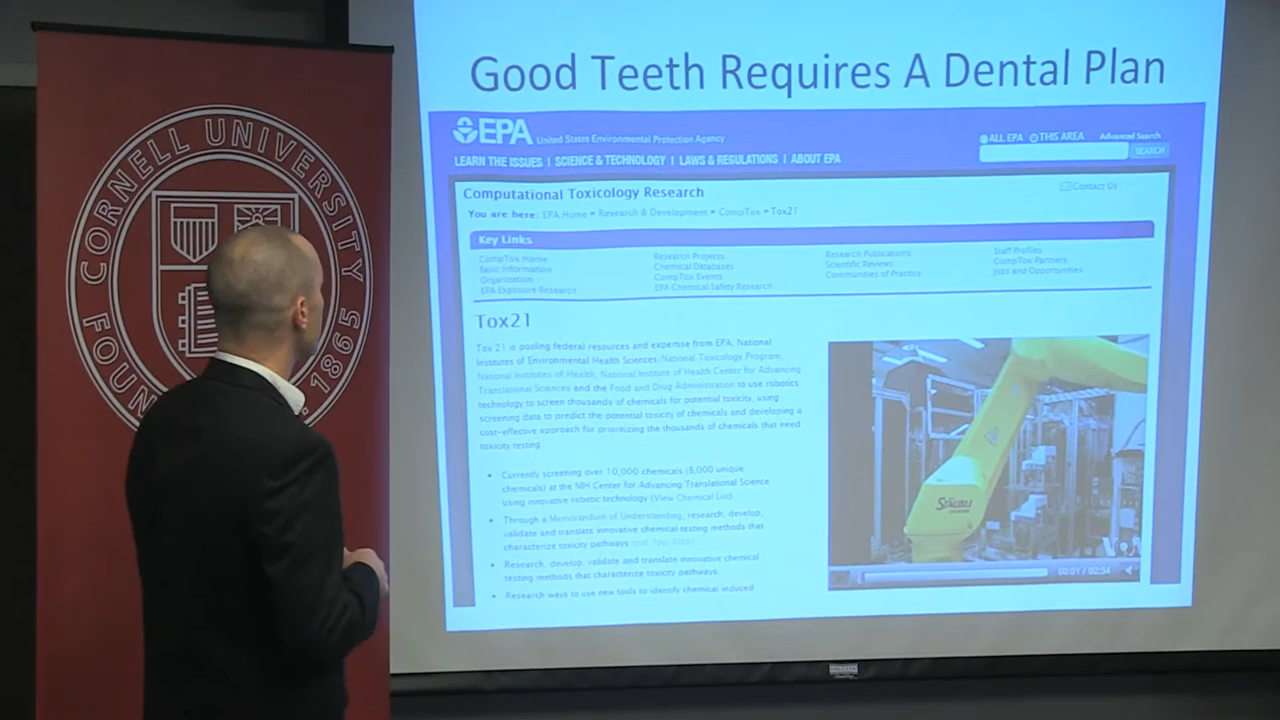 CORNELL UNIVERSITY
FOUN
. 1865
Good Teeth Requires A Dental Plan
EPA United States Environmental Protection Agency
ALL EPA THIS AREA Advanced Search
LEARN THE ISSUES | SCIENCE & TECHNOLOGY | LAWS & REGULATIONS | ABOUT EPA
SEARCH
Computational Toxicology Research
Contact Us
You are here: EPA Home » Research & Development » CompTox » Tox21
Key Links
CompTox Home
Basic Information
Organization
EPA Exposure Research
Research Projects
Chemical Databases
CompTox Events
EPA Chemical Safety Research
Research Publications
Scientific Reviews
Communities of Practice
Staff Profiles
CompTox Partners
Jobs and Opportunities
Tox21
Tox 21 is pooling federal resources and expertise from EPA, National
Institutes of Environmental Health Sciences/National Toxicology Program,
National Institutes of Health, National Institute of Health Center for Advancing
Translational Sciences and the Food and Drug Administration to use robotics
technology to screen thousands of chemicals for potential toxicity, using
screening data to predict the potential toxicity of chemicals and developing a
cost-effective approach for prioritizing the thousands of chemicals that need
toxicity testing.
• Currently screening over 10,000 chemicals (8,000 unique
chemicals) at the NIH Center for Advancing Translational Science
using innovative robotic technology (View Chemical List)
• Through a Memorandum of Understanding, research, develop,
validate and translate innovative chemical testing methods that
characterize toxicity pathways
• Research, develop, validate and translate innovative chemical
testing methods that characterize toxicity pathways.
• Research ways to use new tools to identify chemical induced
STÄUBLI
00:01 / 02:34